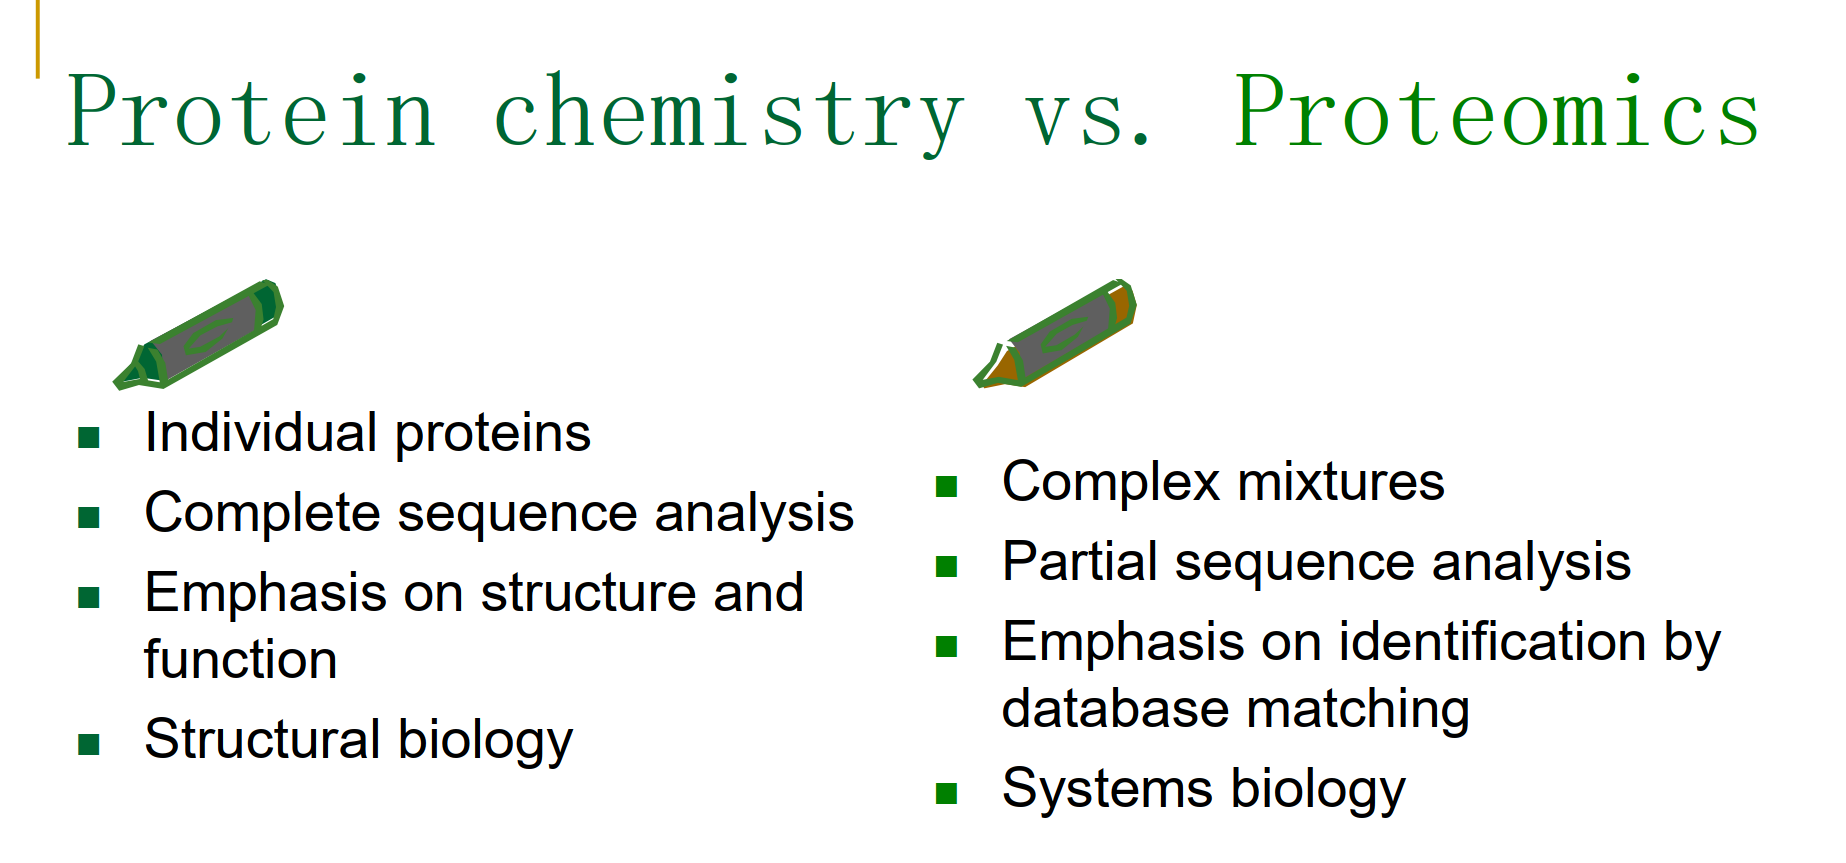 Protein chemistry vs. Proteomics
Individual proteins
Complete sequence analysis
Emphasis on structure and
function
Structural biology
Complex mixtures
Partial sequence analysis
Emphasis on identification by
database matching
Systems biology